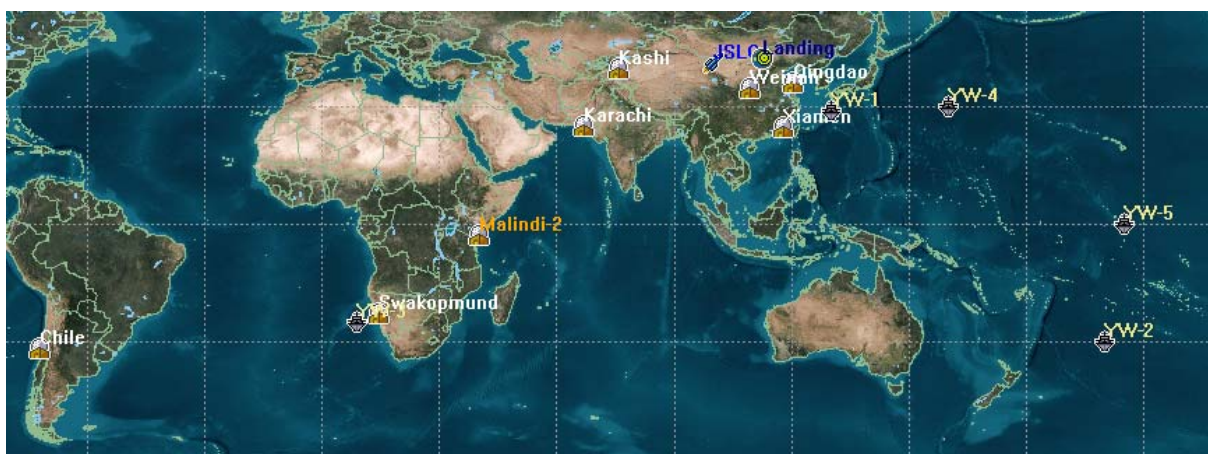 Kashi
JSLC
Landing
Weinan
Qingdao
YW-1
YW-4
Karachi
Xiamen
Malindi-2
YW-5
Swakopmund
Chile
YW-2